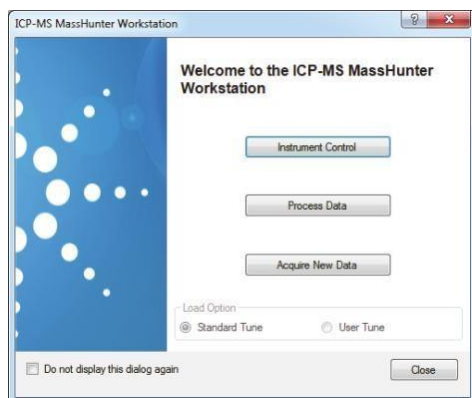 ICP-MS MassHunter Workstation
Welcome to the ICP-MS MassHunter
Workstation
Instrument Control
Process Data
Acquire New Data
Load Option
Standard Tune User Tune
Do not display this dialog again Close